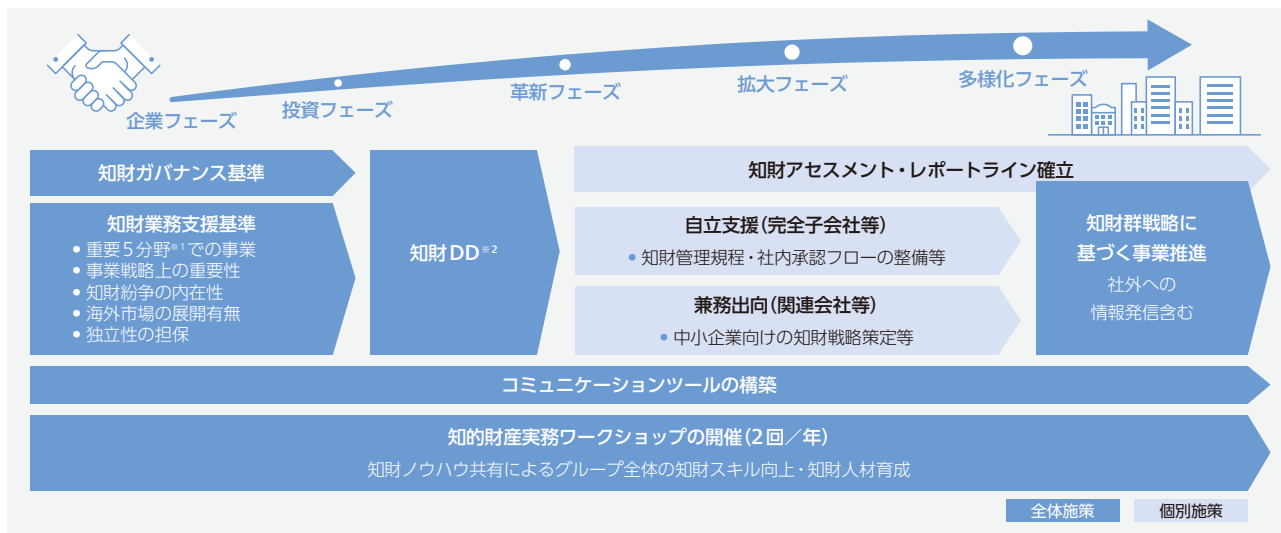 企業フェーズ
投資フェーズ
革新フェーズ
拡大フェーズ
多様化フェーズ
知財ガバナンス基準
知財業務支援基準
• 重要5分野※1での事業
• 事業戦略上の重要性
• 知財紛争の内在性
• 海外市場の展開有無
• 独立性の担保
知財DD※2
知財アセスメント・レポートライン確立
自立支援(完全子会社等)
• 知財管理規程・社内承認フローの整備等
兼務出向(関連会社等)
• 中小企業向けの知財戦略策定等
知財群戦略に
基づく事業推進
社外への
情報発信含む
コミュニケーションツールの構築
知的財産実務ワークショップの開催(2回/年)
知財ノウハウ共有によるグループ全体の知財スキル向上・知財人材育成
全体施策
個別施策